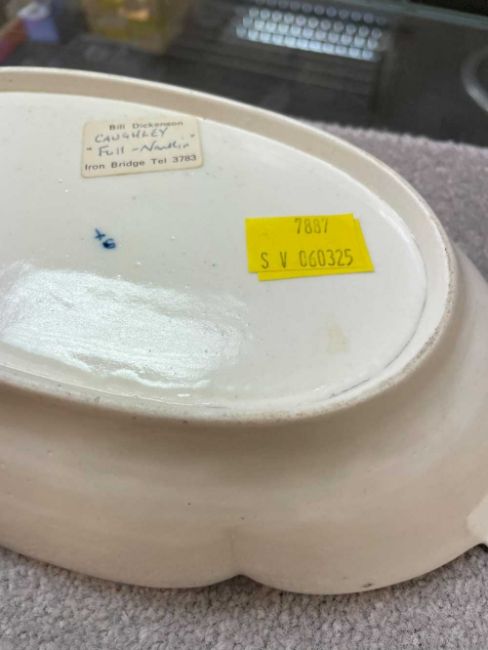 Bill Dickenson
CAUGHLEY
"Full-Nankin"
Iron Bridge Tel 3783
7887
S V 060325